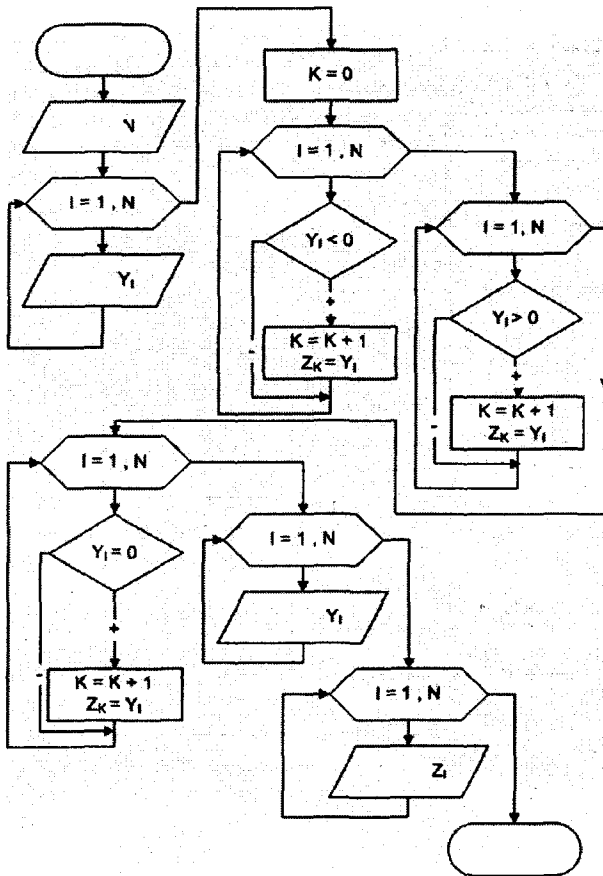 I = 1 , N
Y_I
K = 0
I = 1 , N
Y_I < 0
+
-
K = K + 1
Z_K = Y_I
I = 1, N
Y_I > 0
+
-
K = K + 1
Z_K = Y_I
I = 1 , N
Y_I = 0
+
-
K = K + 1
Z_K = Y_I
I = 1 , N
Y_I
I = 1 , N
Z_I